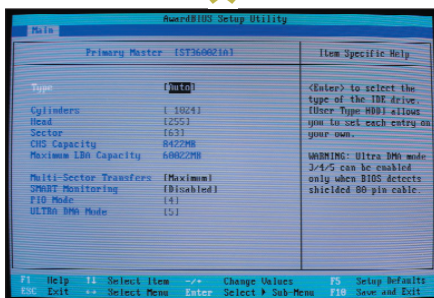 AwardBIOS Setup Utility
Main
Primary Master [ST360021A]
Item Specific Help
Type [Auto]
<Enter> to select the
type of the IDE drive.
[User Type HDD] allows
you to set each entry on
your own.
Cylinders [ 1024]
Head [255]
Sector [63]
CHS Capacity 8422MB
Maximum LBA Capacity 60022MB
WARNING: Ultra DMA mode
3/4/5 can be enabled
only when BIOS detects
shielded 80-pin cable.
Multi-Sector Transfers [Maximum]
SMART Monitoring [Disabled]
PIO Mode [4]
ULTRA DMA Mode [5]
F1 Help ↑↓ Select Item -/+ Change Values F5 Setup Defaults
ESC Exit ↔ Select Menu Enter Select ▸ Sub-Menu F10 Save and Exit